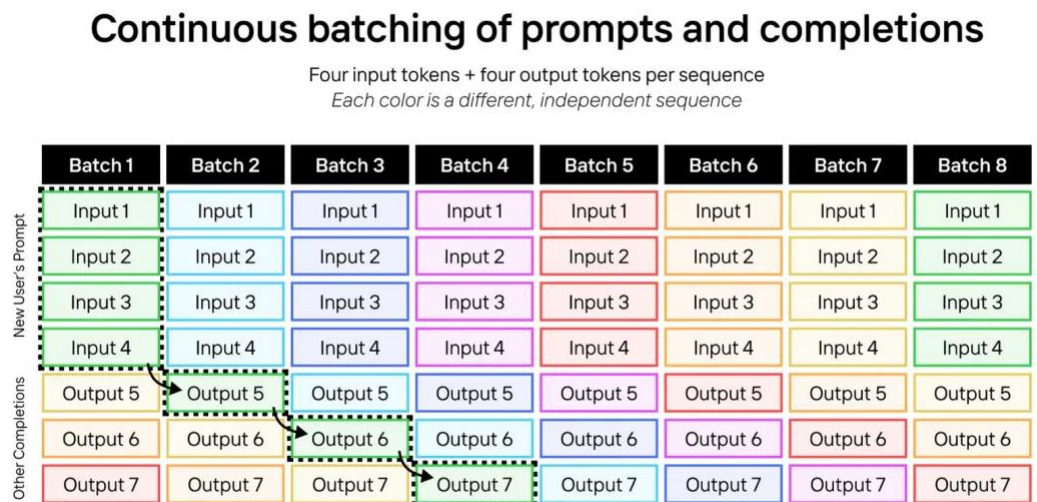 Continuous batching of prompts and completions
Four input tokens + four output tokens per sequence
Each color is a different, independent sequence
Batch 1 Batch 2 Batch 3 Batch 4 Batch 5 Batch 6 Batch 7 Batch 8
New User's Prompt
Input 1 Input 1 Input 1 Input 1 Input 1 Input 1 Input 1 Input 1
Input 2 Input 2 Input 2 Input 2 Input 2 Input 2 Input 2 Input 2
Input 3 Input 3 Input 3 Input 3 Input 3 Input 3 Input 3 Input 3
Input 4 Input 4 Input 4 Input 4 Input 4 Input 4 Input 4 Input 4
Other Completions
Output 5 Output 5 Output 5 Output 5 Output 5 Output 5 Output 5 Output 5
Output 6 Output 6 Output 6 Output 6 Output 6 Output 6 Output 6 Output 6
Output 7 Output 7 Output 7 Output 7 Output 7 Output 7 Output 7 Output 7